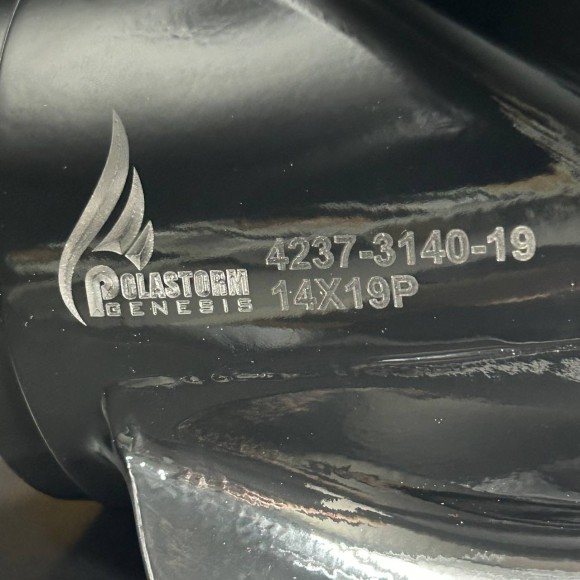 POLASTORM
GENESIS
4237-3140-19
14X19P